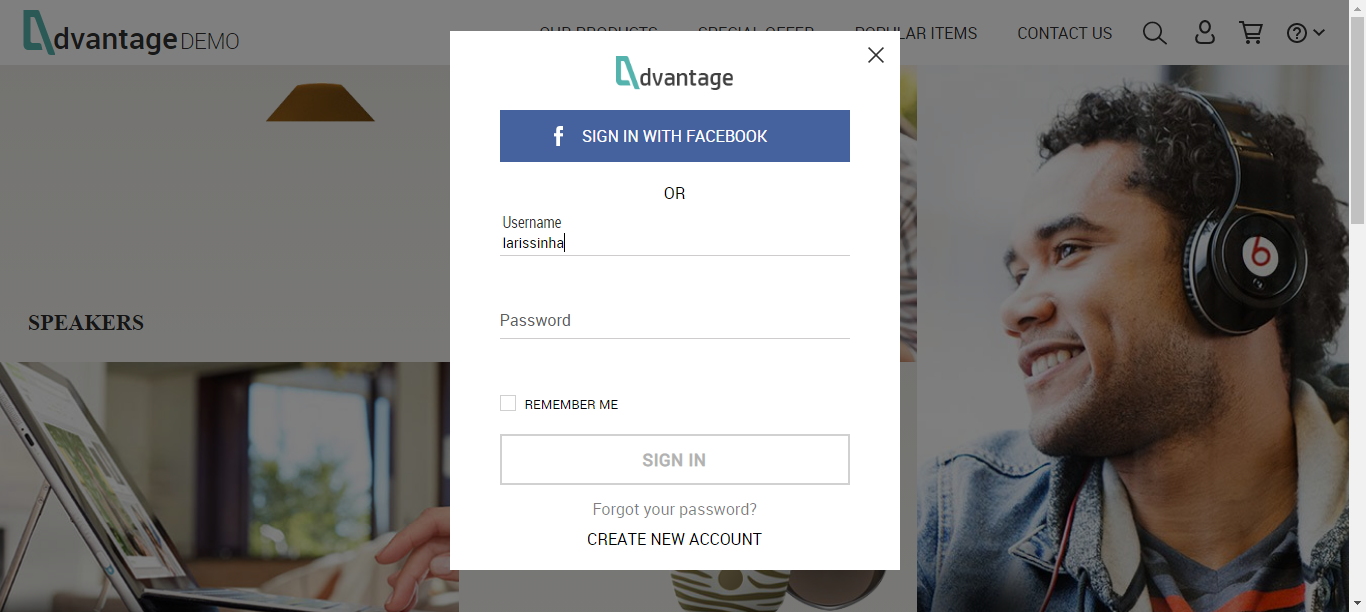 dvantage DEMO
OUR PRODUCTS SPECIAL OFFER POPULAR ITEMS CONTACT US
dvantage
SIGN IN WITH FACEBOOK
OR
Username
larissinha
Password
REMEMBER ME
SIGN IN
Forgot your password?
CREATE NEW ACCOUNT
SPEAKERS